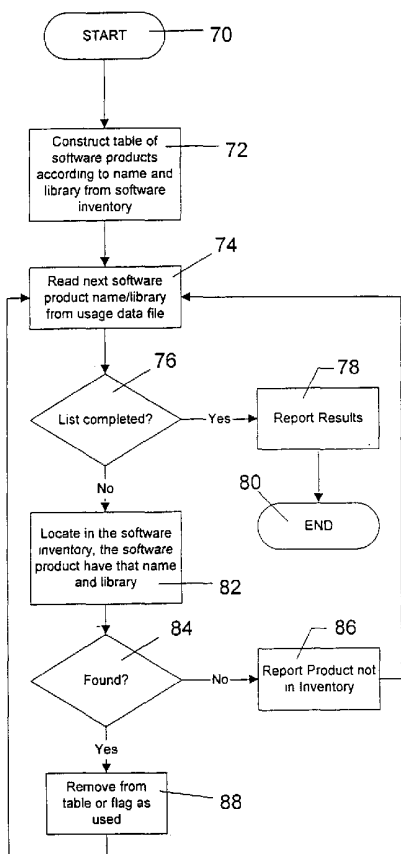 START
70
Construct table of
software products
according to name and
library from software
inventory
72
74
Read next software
product name/library
from usage data file
76
List completed?
Yes
78
Report Results
No
80
END
Locate in the software
inventory, the software
product have that name
and library
82
84
Found?
No
86
Report Product not
in Inventory
Yes
Remove from
table or flag as
used
88